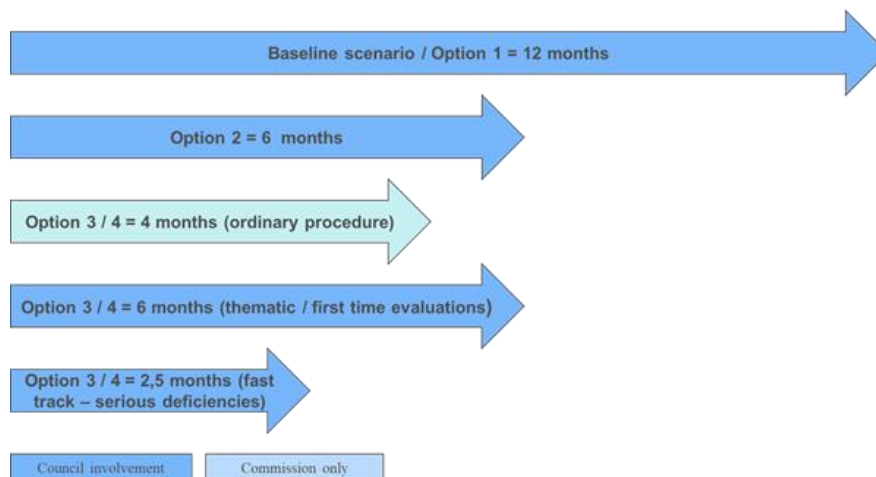 Baseline scenario / Option 1 = 12 months
Option 2 = 6 months
Option 3 / 4 = 4 months (ordinary procedure)
Option 3 / 4 = 6 months (thematic / first time evaluations)
Option 3 / 4 = 2,5 months (fast
track – serious deficiencies)
Council involvement
Commission only